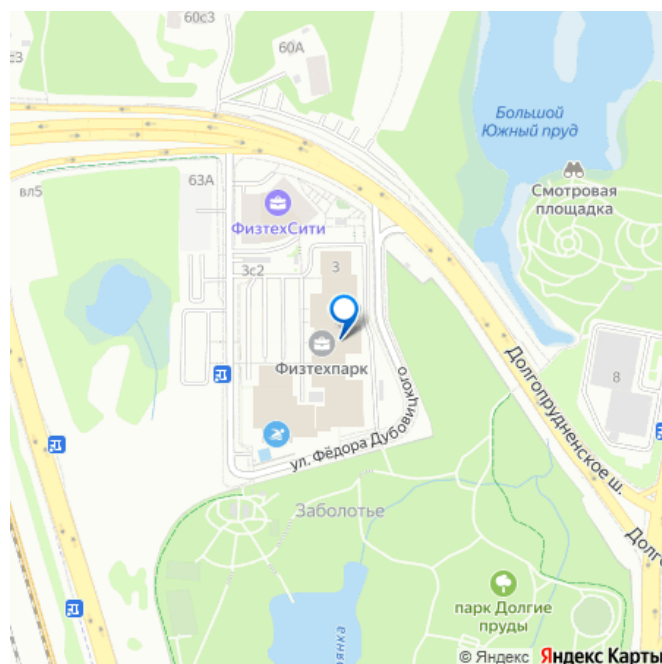 60с3
с3
60А
Большой
Южный пруд
Смотровая
площадка
63А
вл5
ФизтехСити
3с2
3
Физтехпарк
8
Долгопрудненское ш.
ул. Фёдора Дубовицкого
Заболотье
парк Долгие
пруды
© Яндекс Яндекс Карты